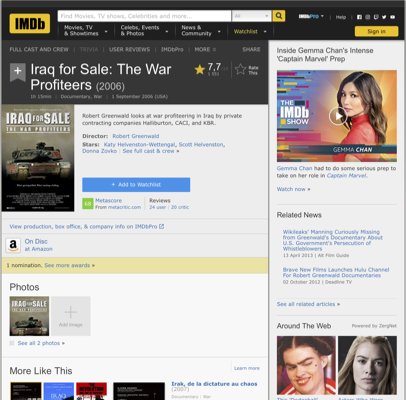 IMDb
Find Movies, TV shows, Celebrities and more...
All
IMDbPro
Help
Movies, TV
& Showtimes
Celebs, Events
& Photos
News &
Community
Watchlist
Sign in
FULL CAST AND CREW
TRIVIA
USER REVIEWS
IMDbPro
MORE
SHARE
Iraq for Sale: The War
Profiteers (2006)
7.7
Rate
This
1h 15min | Documentary, War | 1 September 2006 (USA)
IRAQ FOR SALE
THE WAR PROFITEERS
Robert Greenwald looks at war profiteering in Iraq by private
contracting companies Halliburton, CACI, and KBR.
Director: Robert Greenwald
Stars: Katy Helvenston-Wettengal, Scott Helvenston,
Donna Zovko | See full cast & crew »
+ Add to Watchlist
Metascore
From metacritic.com
Reviews
24 user | 20 critic
View production, box office, & company info on IMDbPro
a
On Disc
at Amazon
1 nomination. See more awards »
Photos
IRAQ FOR SALE
Add Image
See all 2 photos »
More Like This
Learn more
IRAQ
Irak, de la dictature au chaos
(2007)
Documentary | War
Inside Gemma Chan's Intense
'Captain Marvel' Prep
THE
IMDb
SHOW
GEMMA CHAN
Gemma Chan had to do some serious prep
to take on her role in Captain Marvel.
Watch now »
Related News
Wikileaks' Manning Curiously Missing
from Greenwald's Documentary About
U.S. Government's Persecution of
Whistleblowers
13 April 2013 | AE Film Guide
Brave New Films Launches Hulu Channel
For Robert Greenwald Documentaries
02 October 2012 | Deadline TV
See all related articles »
Around The Web
Powered by ZergNet